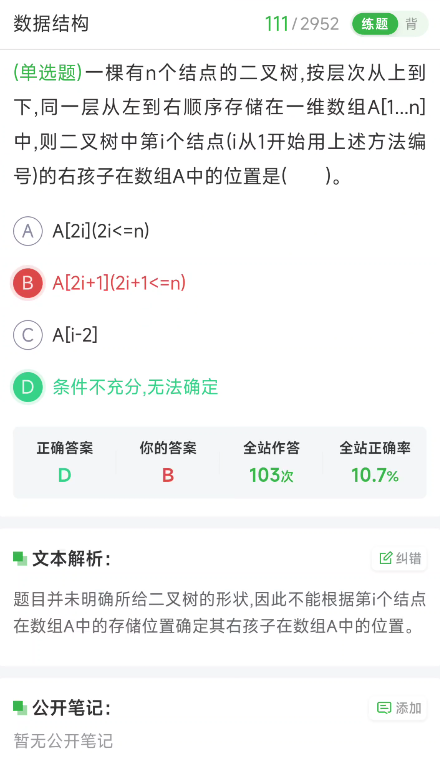 数据结构 111/2952 练题 背
(单选题)一棵有n个结点的二叉树,按层次从上到
下,同一层从左到右顺序存储在一维数组A[1...n]
中,则二叉树中第i个结点(i从1开始用上述方法编
号)的右孩子在数组A中的位置是( )。
A A[2i](2i<=n)
B A[2i+1](2i+1<=n)
C A[i-2]
D 条件不充分,无法确定
正确答案 你的答案 全站作答 全站正确率
D B 103次 10.7%
文本解析: 纠错
题目并未明确所给二叉树的形状,因此不能根据第i个结点
在数组A中的存储位置确定其右孩子在数组A中的位置。
公开笔记: 添加
暂无公开笔记